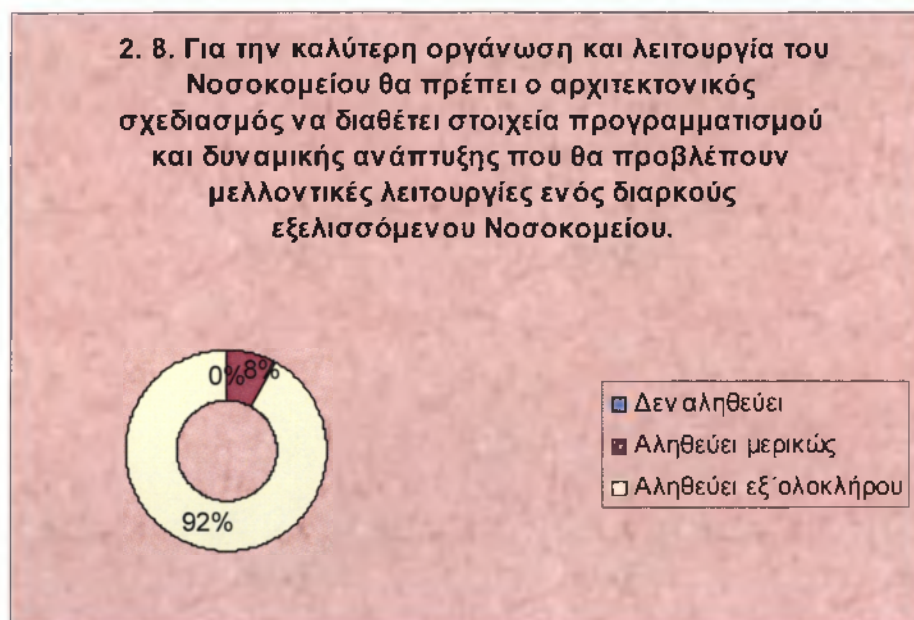 2. 8. Για την καλύτερη οργάνωση και λειτουργία του
Νοσοκομείου θα πρέπει ο αρχιτεκτονικός
σχεδιασμός να διαθέτει στοιχεία προγραμματισμού
και δυναμικής ανάπτυξης που θα προβλέπουν
μελλοντικές λειτουργίες ενός διαρκούς
εξελισσόμενου Νοσοκομείου.
0% 8%
92%
Δεν αληθεύει
Αληθεύει μερικώς
Αληθεύει εξ΄ολοκλήρου